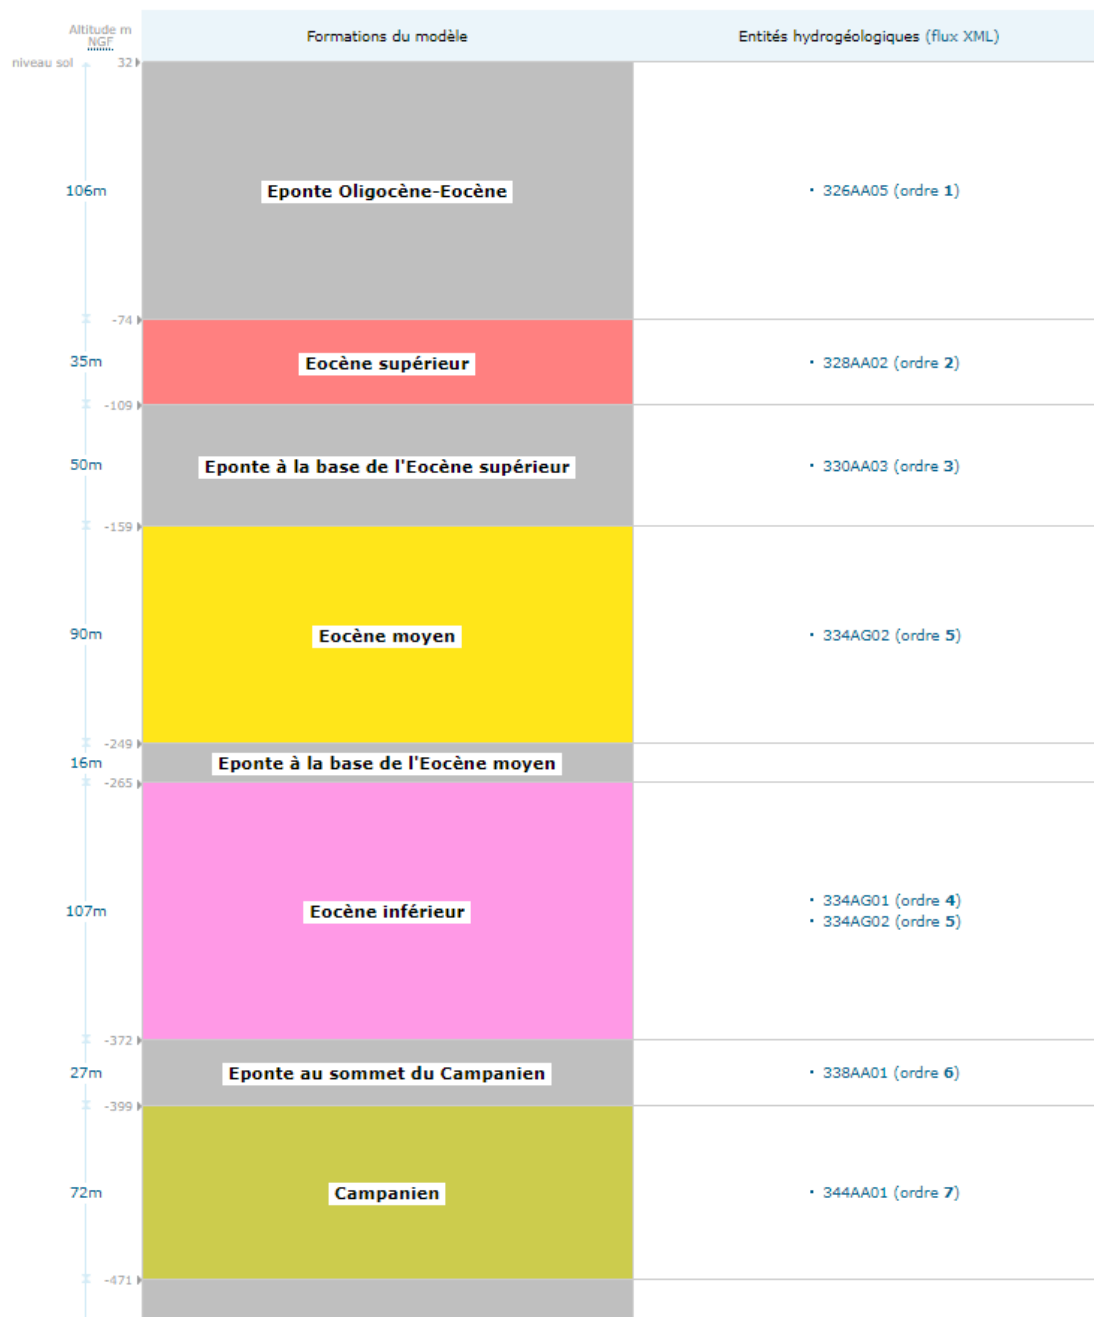 Altitude m
NGF
Formations du modèle
Entités hydrogéologiques (flux XML)
niveau sol
32
106m
Eponte Oligocène-Eocène
· 326AA05 (ordre 1)
-74
35m
Eocène supérieur
· 328AA02 (ordre 2)
-109
50m
Eponte à la base de l'Eocène supérieur
· 330AA03 (ordre 3)
-159
90m
Eocène moyen
· 334AG02 (ordre 5)
-249
16m
Eponte à la base de l'Eocène moyen
-265
107m
Eocène inférieur
· 334AG01 (ordre 4)
· 334AG02 (ordre 5)
-372
27m
Eponte au sommet du Campanien
· 338AA01 (ordre 6)
-399
72m
Campanien
· 344AA01 (ordre 7)
-471